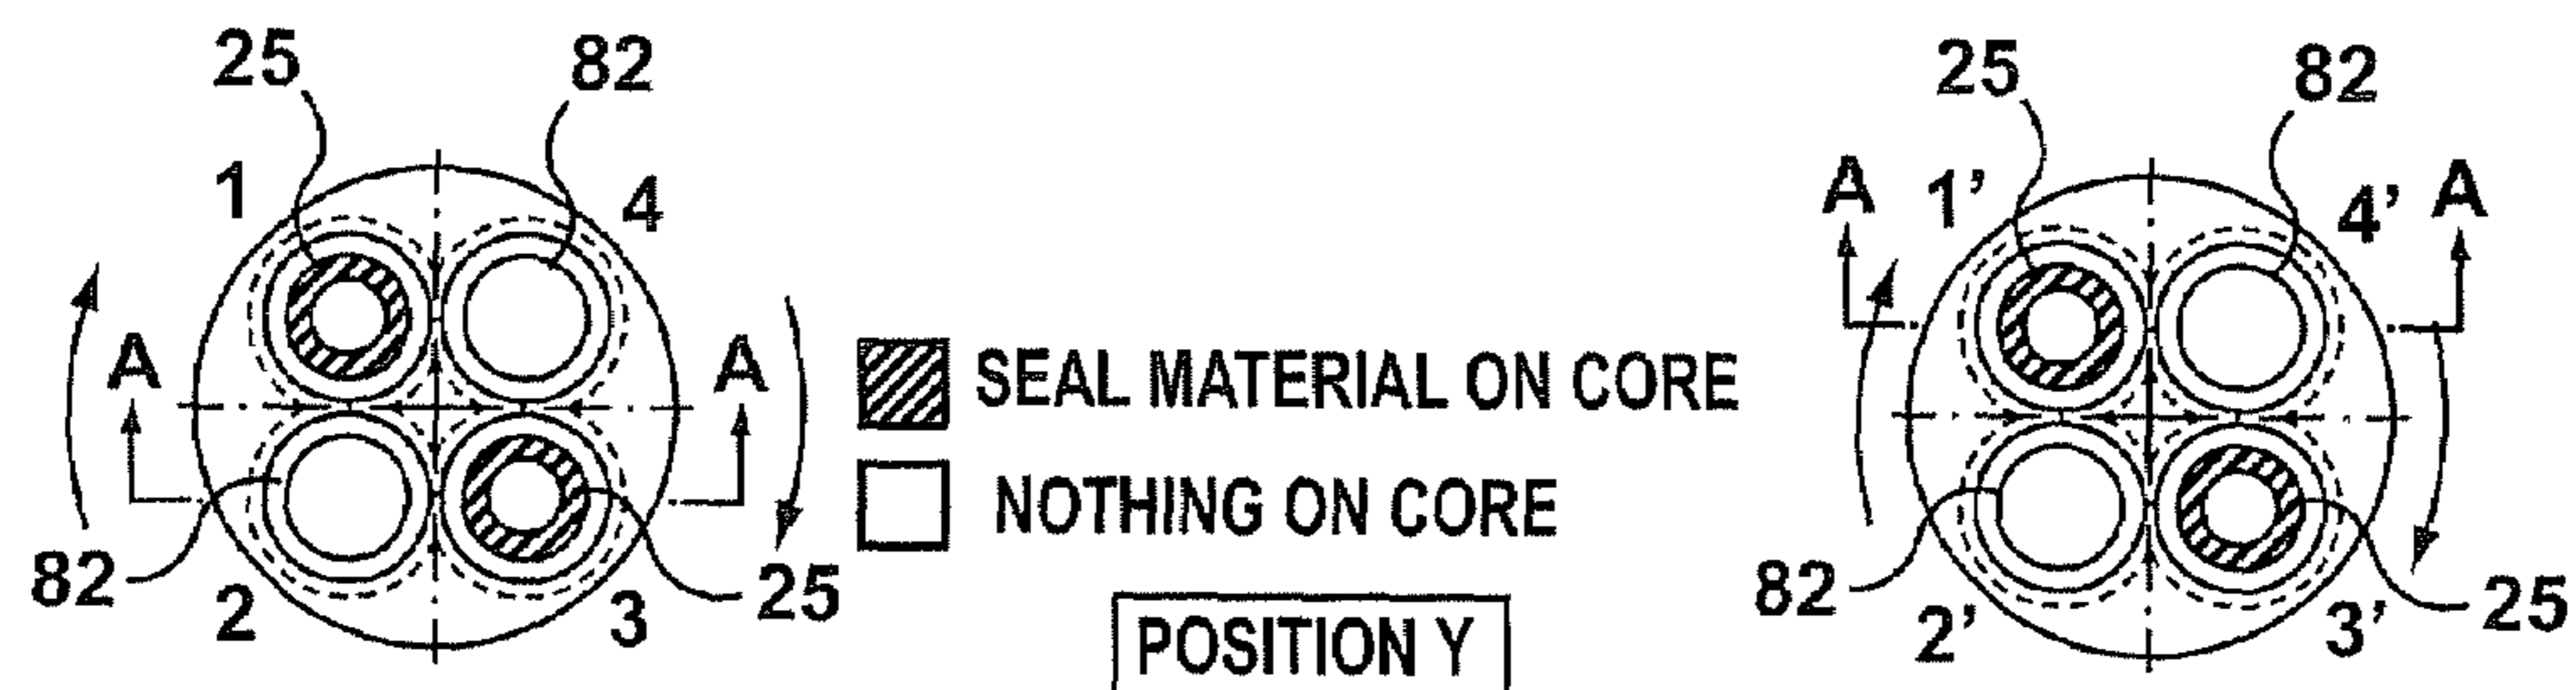 25 82
1 4
A A
82 25
2 3
SEAL MATERIAL ON CORE
NOTHING ON CORE
POSITION Y
25 82
A 1’ 4’ A
82 25
2’ 3’